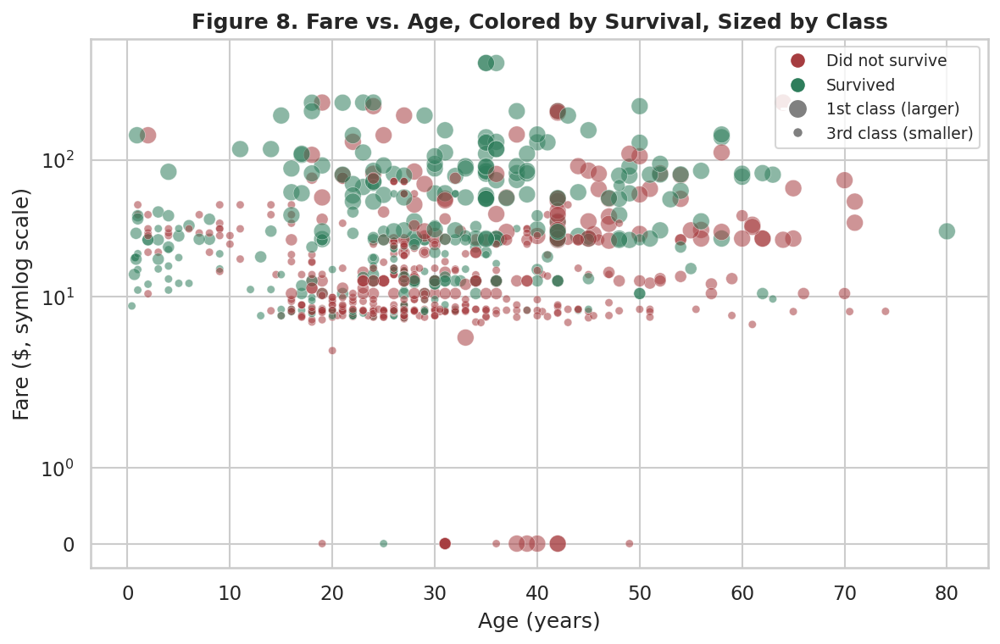 Figure 8. Fare vs. Age, Colored by Survival, Sized by Class
Did not survive
Survived
1st class (larger)
3rd class (smaller)
Fare ($, symlog scale)
10²
10¹
10⁰
0
0 10 20 30 40 50 60 70 80
Age (years)